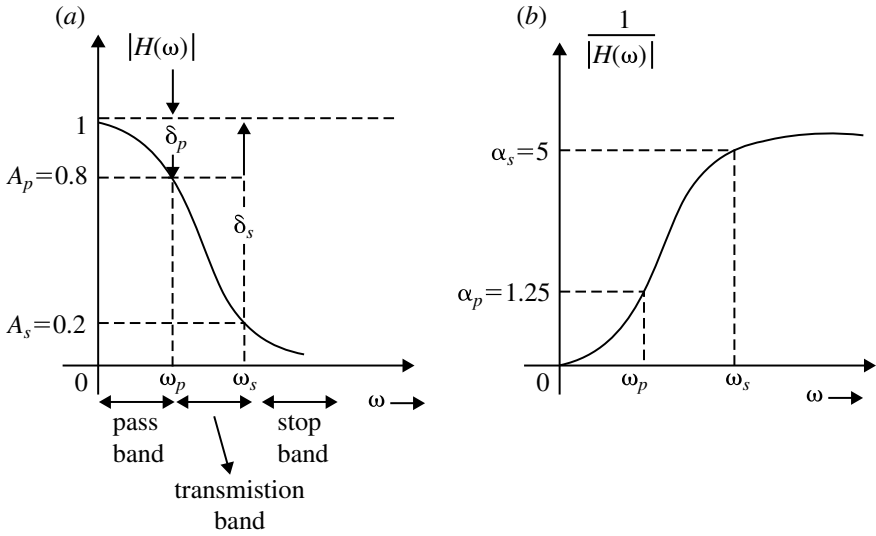 (a)
|H(ω)|
1
δp
Ap=0.8
δs
As=0.2
0
ωp
ωs
ω
pass
band
stop
band
transmistion
band
(b)
1
|H(ω)|
αs=5
αp=1.25
0
ωp
ωs
ω